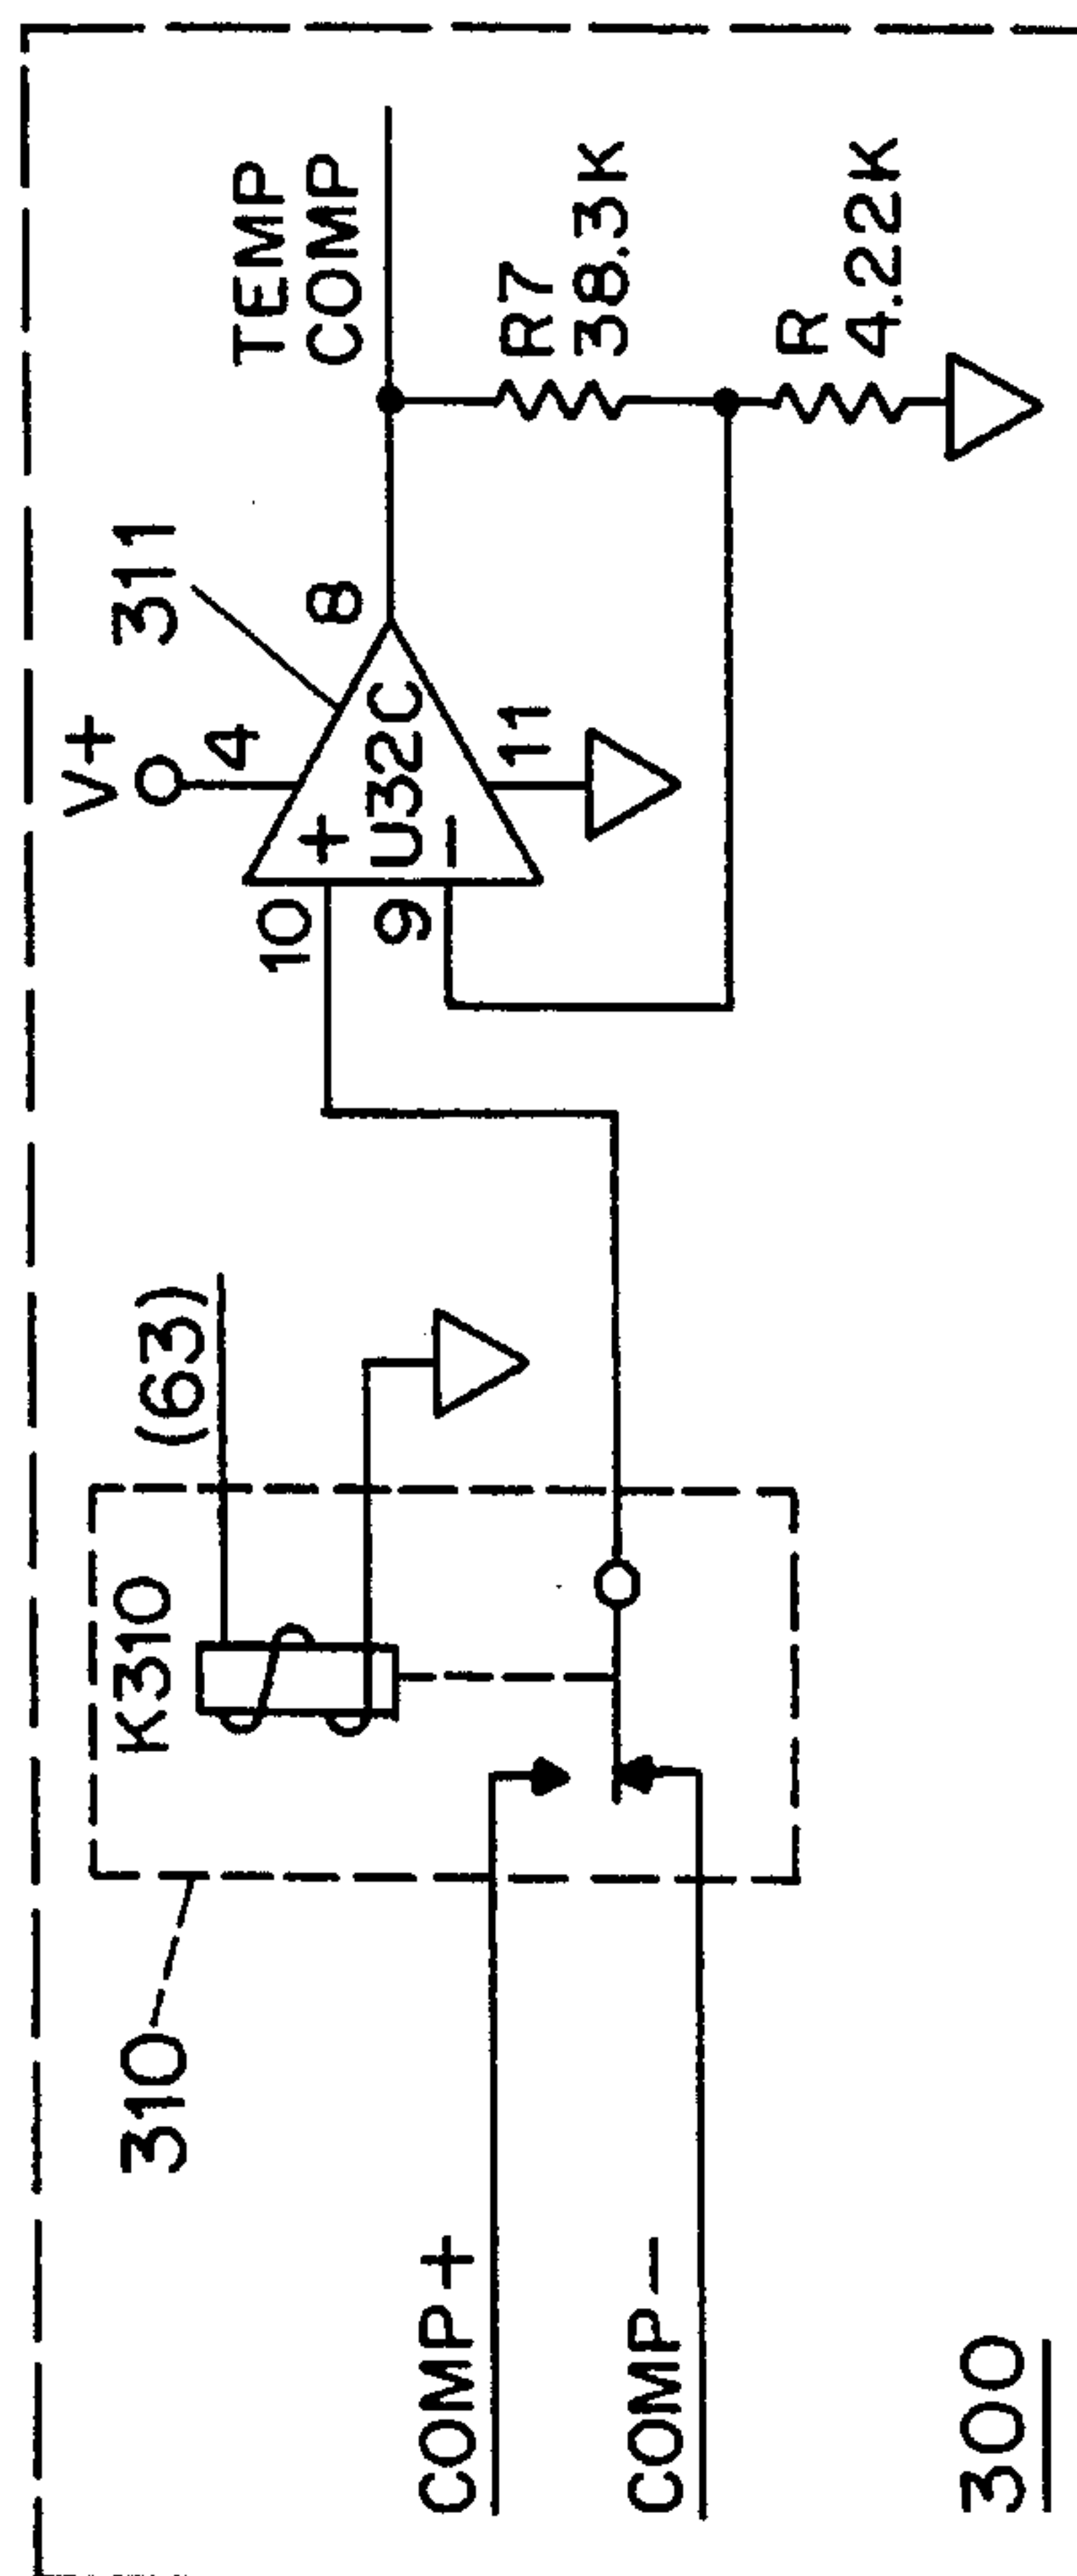 310
K310
(63)
COMP+
COMP−
300
V+
4
311
10
+
U32C
9
−
8
11
TEMP
COMP
R7
38.3K
R
4.22K